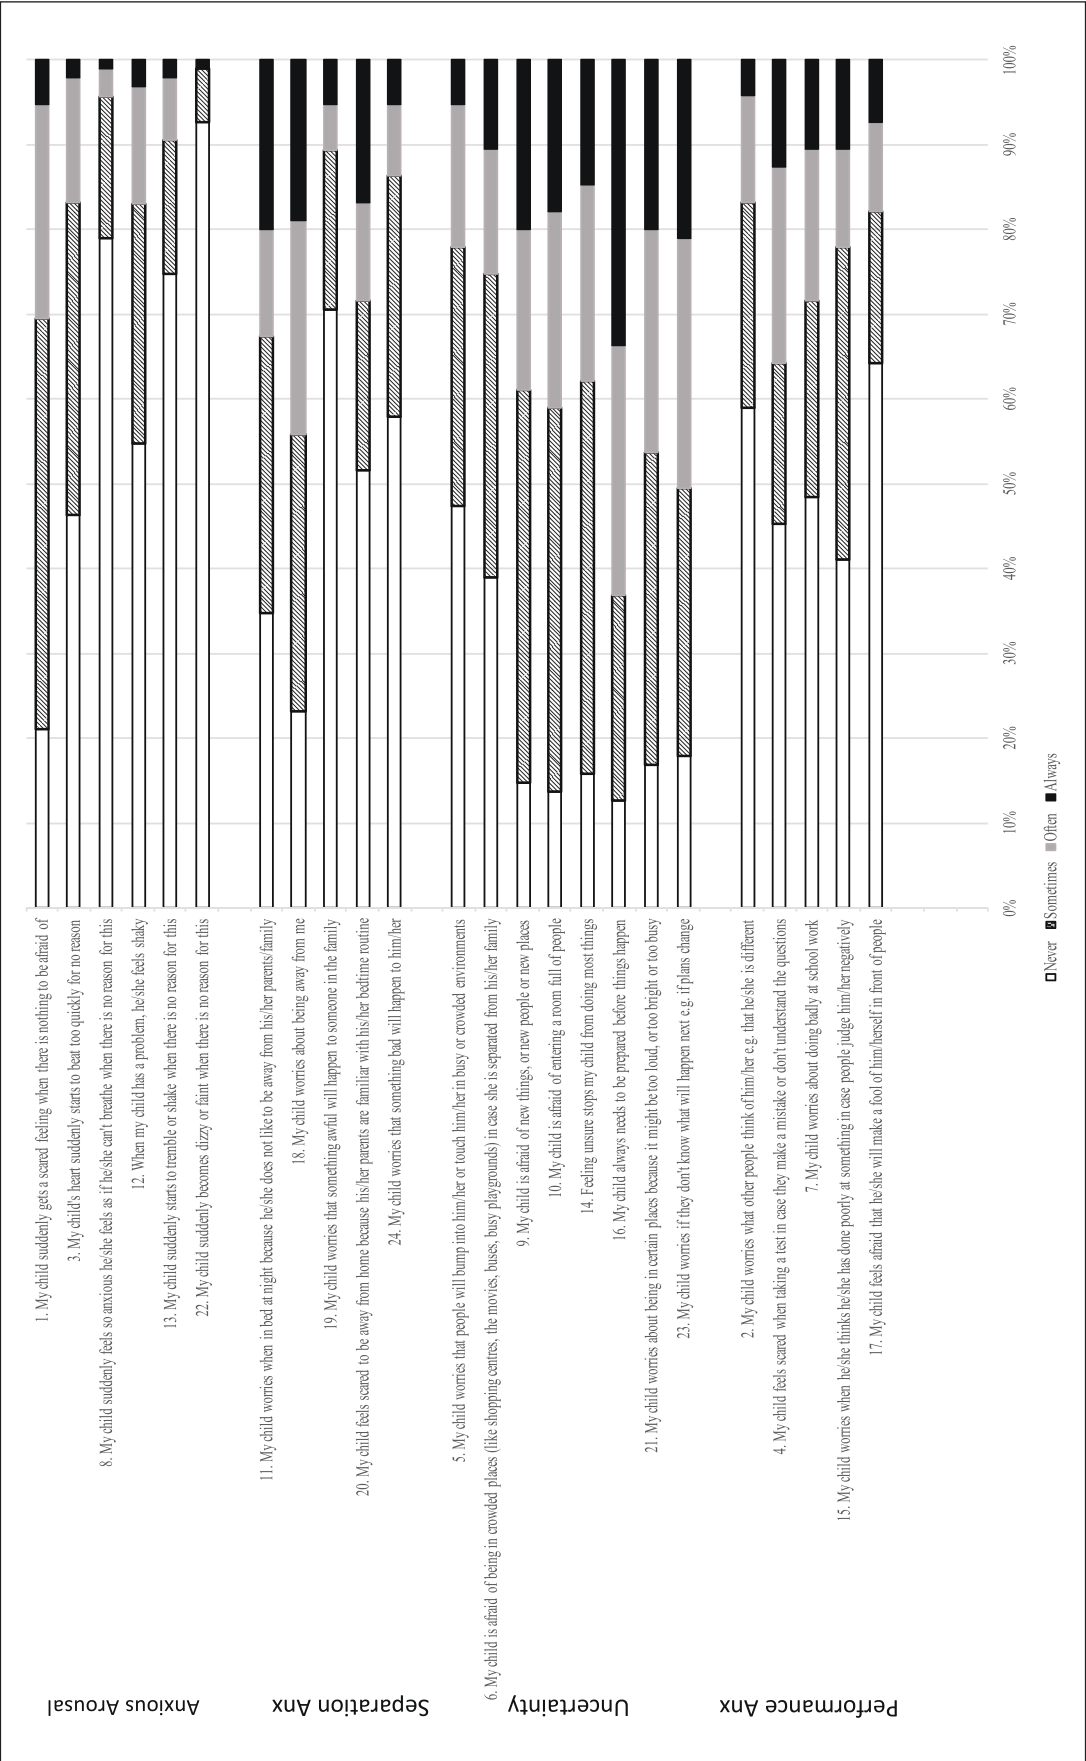 Anxious Arousal
1. My child suddenly gets a scared feeling when there is nothing to be afraid of
3. My child's heart suddenly starts to beat too quickly for no reason
8. My child suddenly feels so anxious he/she feels as if he/she can't breathe when there is no reason for this
12. When my child has a problem, he/she feels shaky
13. My child suddenly starts to tremble or shake when there is no reason for this
22. My child suddenly becomes dizzy or faint when there is no reason for this
Separation Anx
11. My child worries when in bed at night because he/she does not like to be away from his/her parents/family
18. My child worries about being away from me
19. My child worries that something awful will happen to someone in the family
20. My child feels scared to be away from home because his/her parents are familiar with his/her bedtime routine
24. My child worries that something bad will happen to him/her
Uncertainty
5. My child worries that people will bump into him/her or touch him/her in busy or crowded environments
6. My child is afraid of being in crowded places (like shopping centres, the movies, buses, busy playgrounds) in case she is separated from his/her family
9. My child is afraid of new things, or new people or new places
10. My child is afraid of entering a room full of people
14. Feeling unsure stops my child from doing most things
16. My child always needs to be prepared before things happen
21. My child worries about being in certain places because it might be too loud, or too bright or too busy
23. My child worries if they don't know what will happen next e.g. if plans change
Performance Anx
2. My child worries what other people think of him/her e.g. that he/she is different
4. My child feels scared when taking a test in case they make a mistake or don't understand the questions
7. My child worries about doing badly at school work
15. My child worries when he/she thinks he/she has done poorly at something in case people judge him/her negatively
17. My child feels afraid that he/she will make a fool of him/herself in front of people
0% 10% 20% 30% 40% 50% 60% 70% 80% 90% 100%
Never Sometimes Often Always